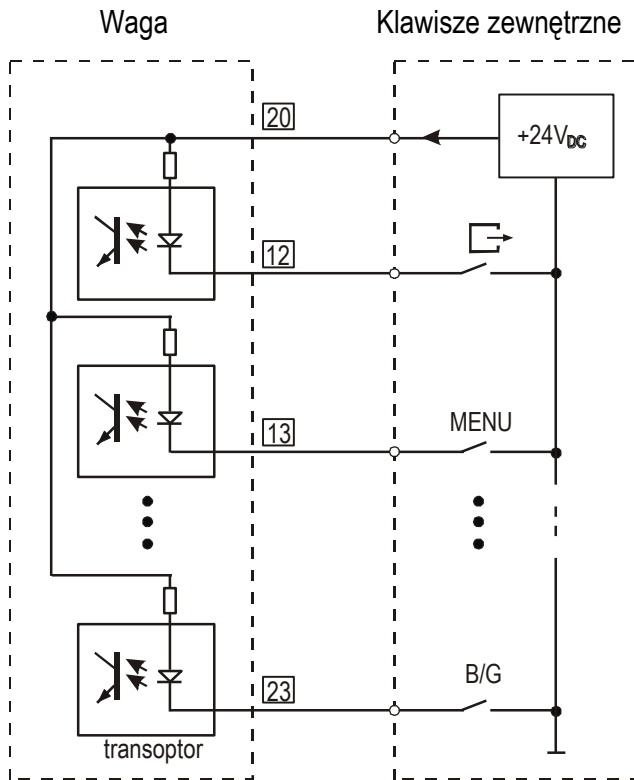 Waga
Klawisze zewnętrzne
20
+24VDC
12
13
MENU
23
B/G
transoptor